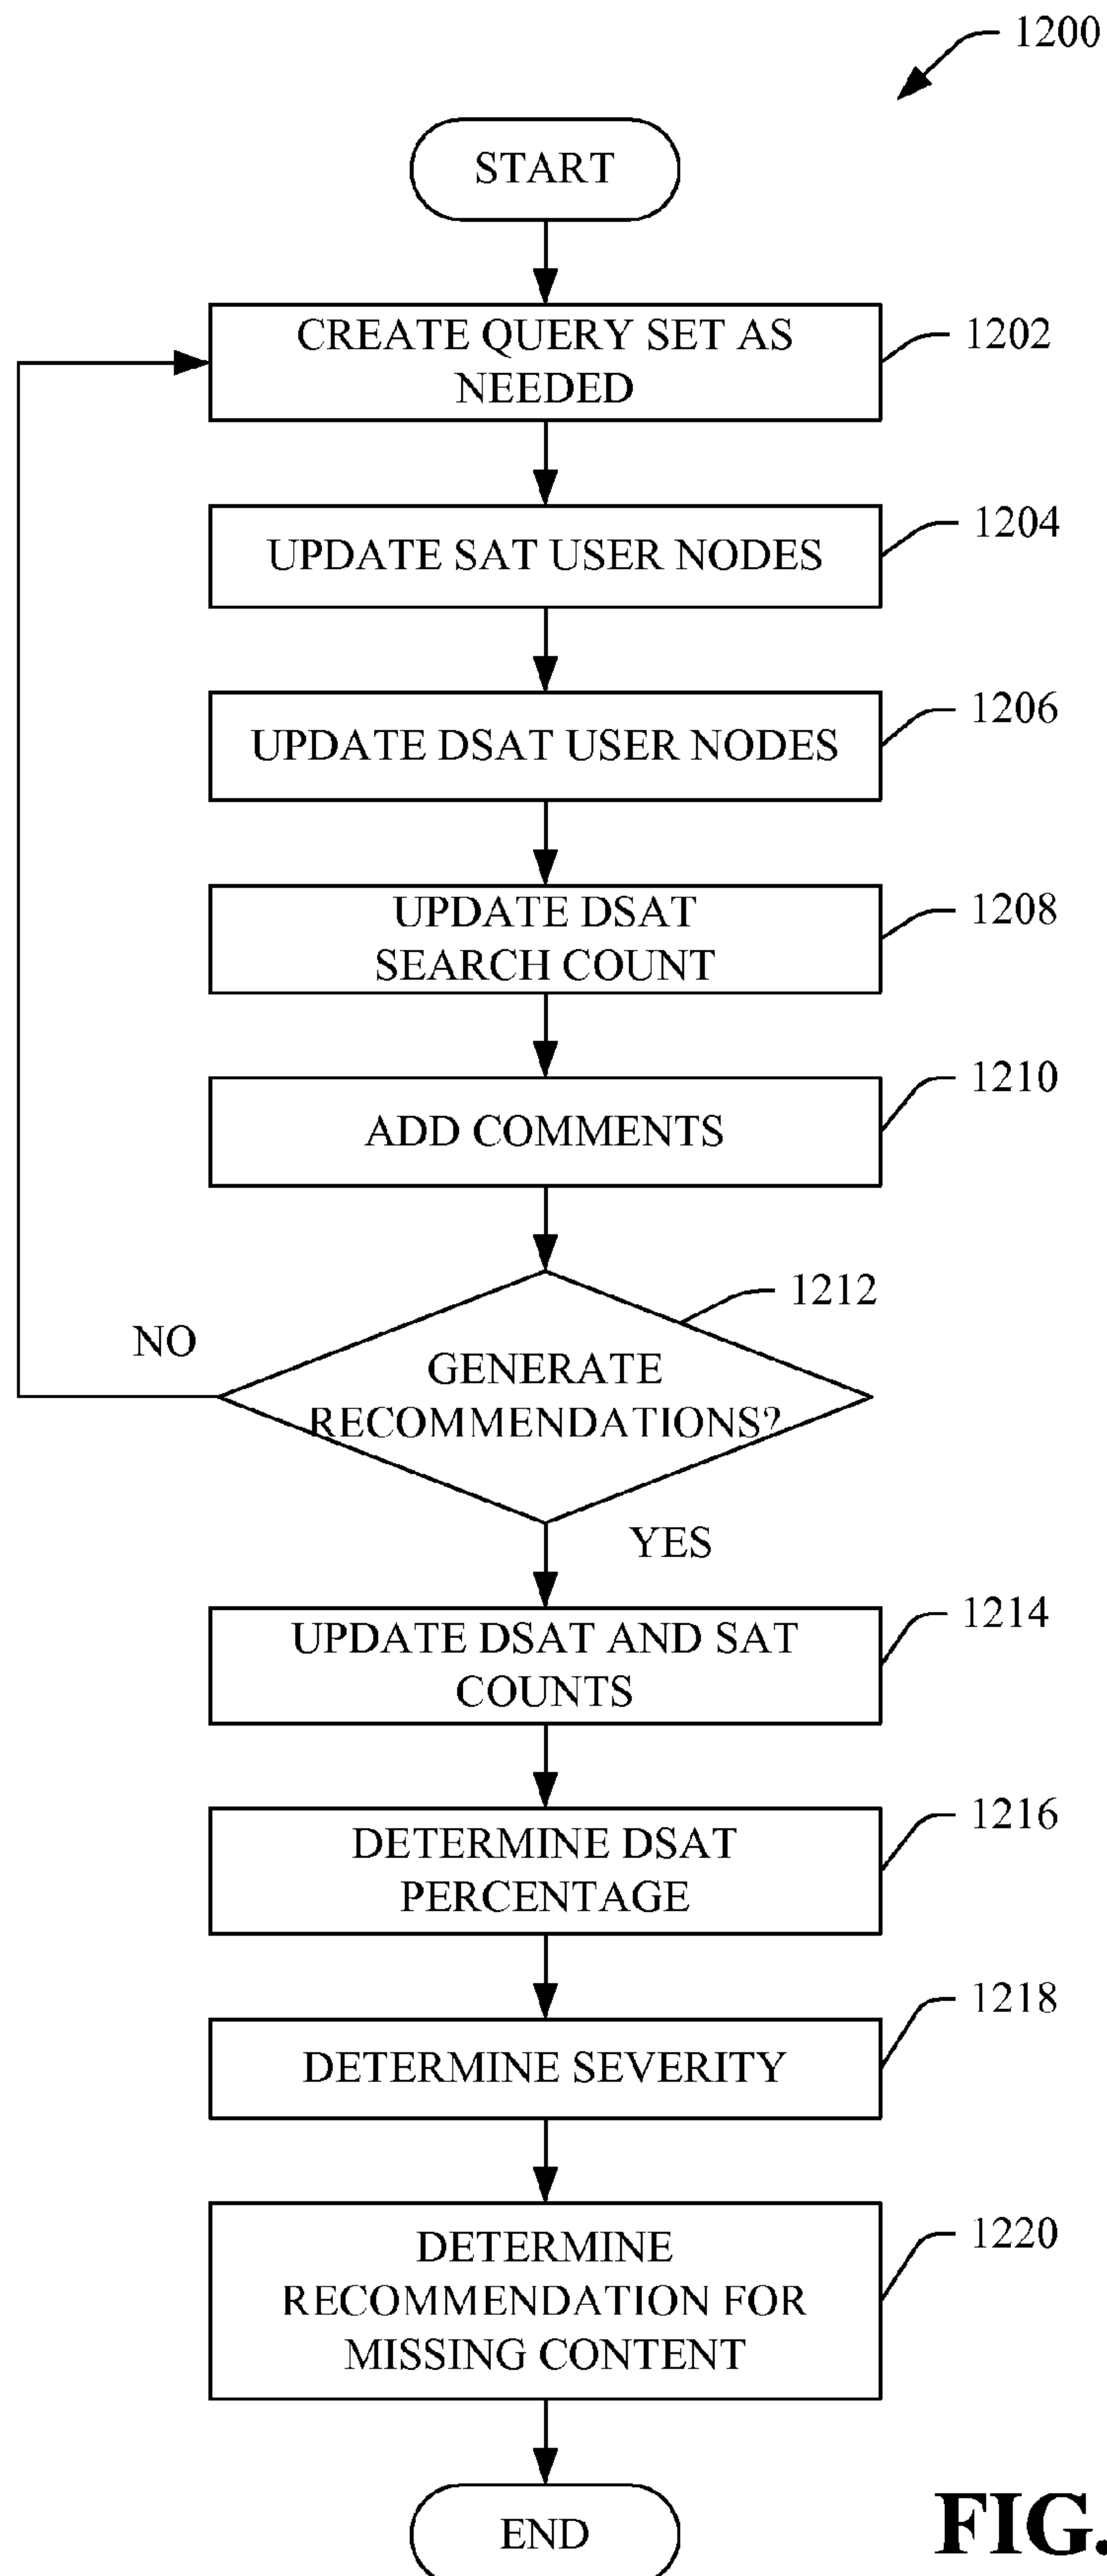 1200
START
CREATE QUERY SET AS
NEEDED
1202
UPDATE SAT USER NODES
1204
UPDATE DSAT USER NODES
1206
UPDATE DSAT
SEARCH COUNT
1208
ADD COMMENTS
1210
1212
NO
GENERATE
RECOMMENDATIONS?
YES
UPDATE DSAT AND SAT
COUNTS
1214
DETERMINE DSAT
PERCENTAGE
1216
DETERMINE SEVERITY
1218
DETERMINE
RECOMMENDATION FOR
MISSING CONTENT
1220
END
FIG.